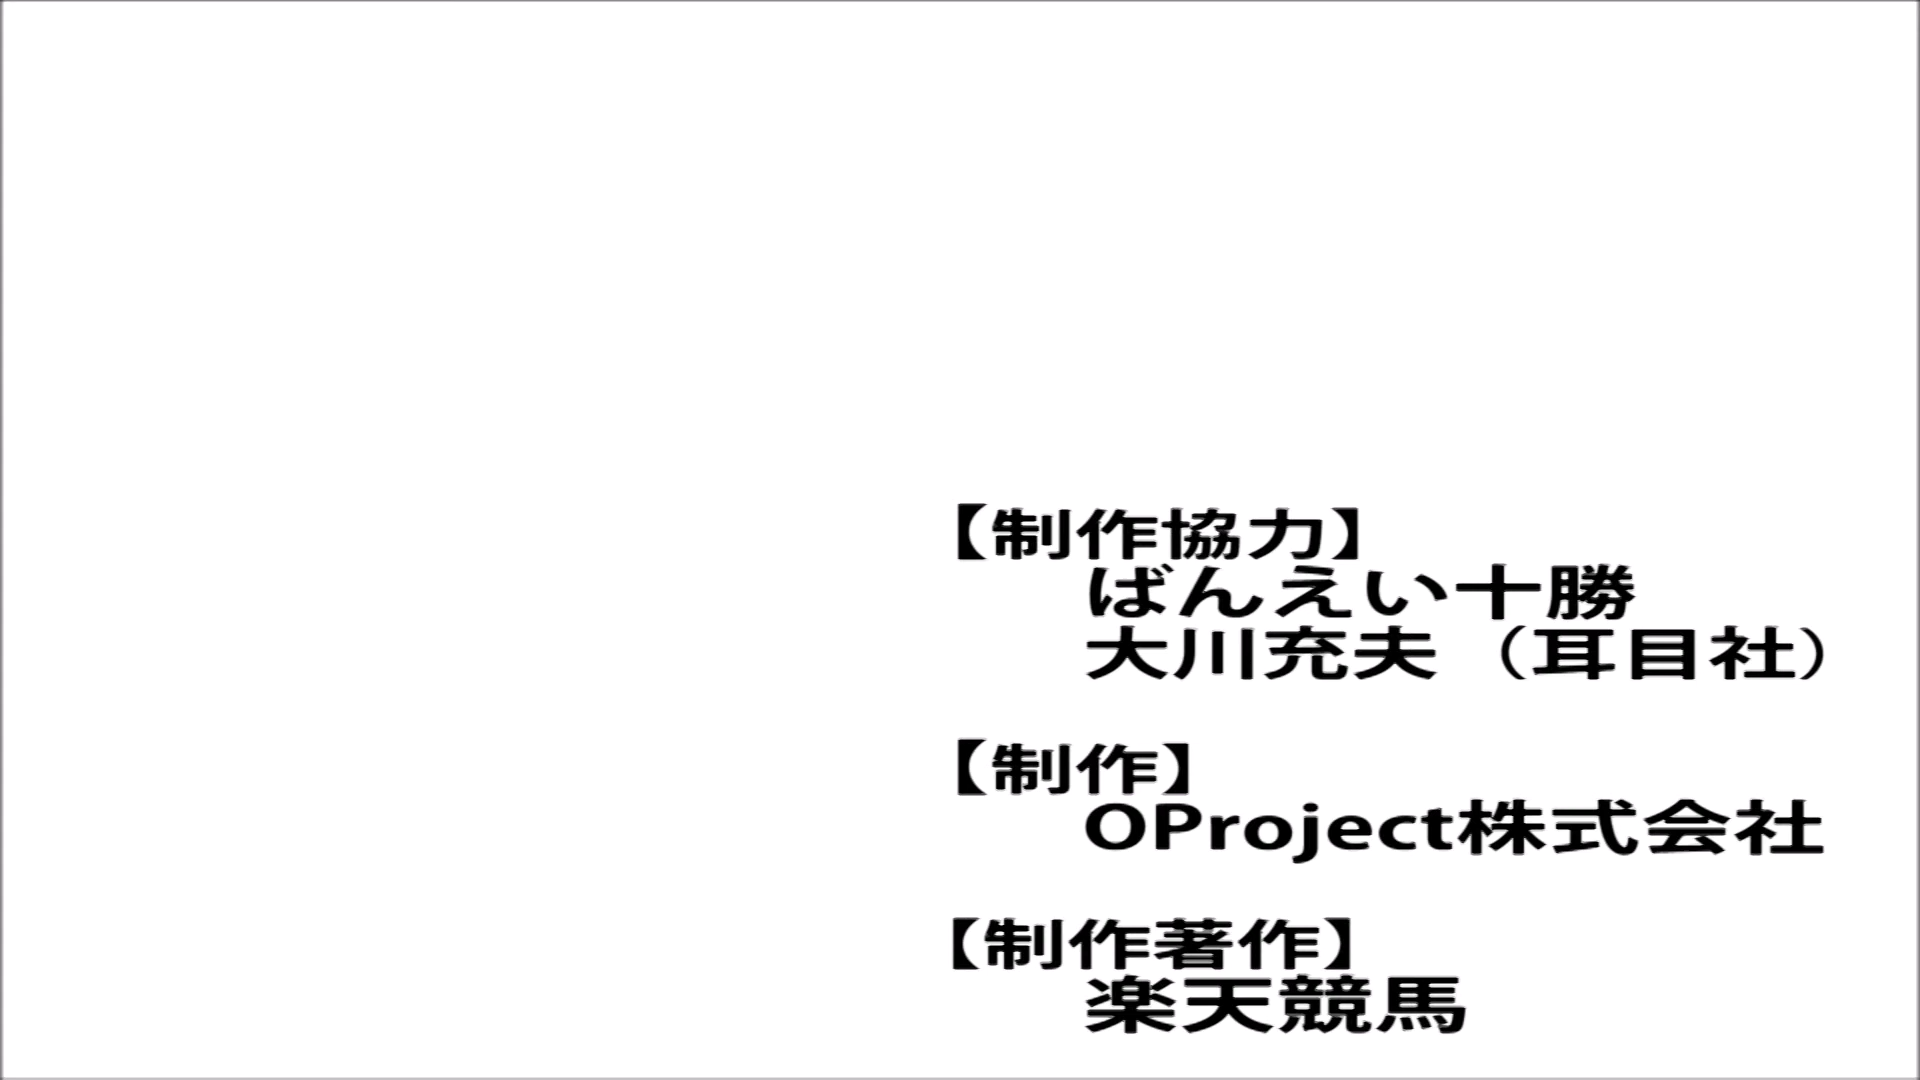 【制作協力】
ばんえい十勝
大川充夫（耳目社）
【制作】
OProject株式会社
【制作著作】
楽天競馬